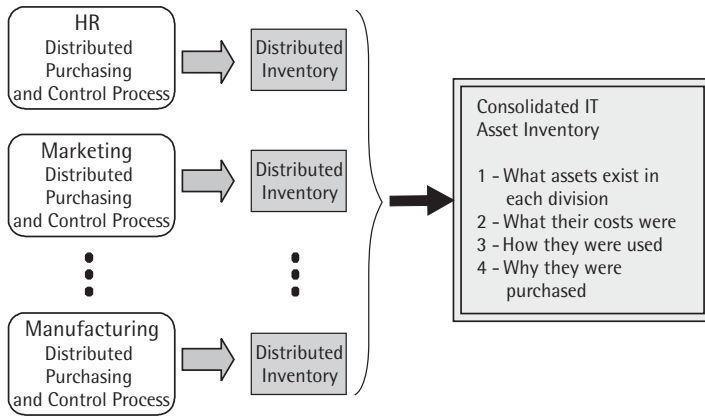 HR
Distributed
Purchasing
and Control Process
Distributed
Inventory
Marketing
Distributed
Purchasing
and Control Process
Distributed
Inventory
Manufacturing
Distributed
Purchasing
and Control Process
Distributed
Inventory
Consolidated IT
Asset Inventory
1 - What assets exist in
each division
2 - What their costs were
3 - How they were used
4 - Why they were
purchased